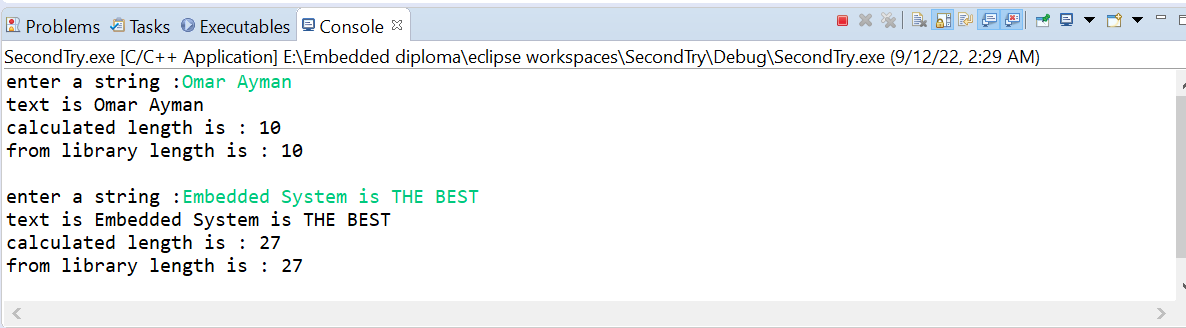 Problems Tasks Executables Console
SecondTry.exe [C/C++ Application] E:\Embedded diploma\eclipse workspaces\SecondTry\Debug\SecondTry.exe (9/12/22, 2:29 AM)
enter a string :Omar Ayman
text is Omar Ayman
calculated length is : 10
from library length is : 10
enter a string :Embedded System is THE BEST
text is Embedded System is THE BEST
calculated length is : 27
from library length is : 27